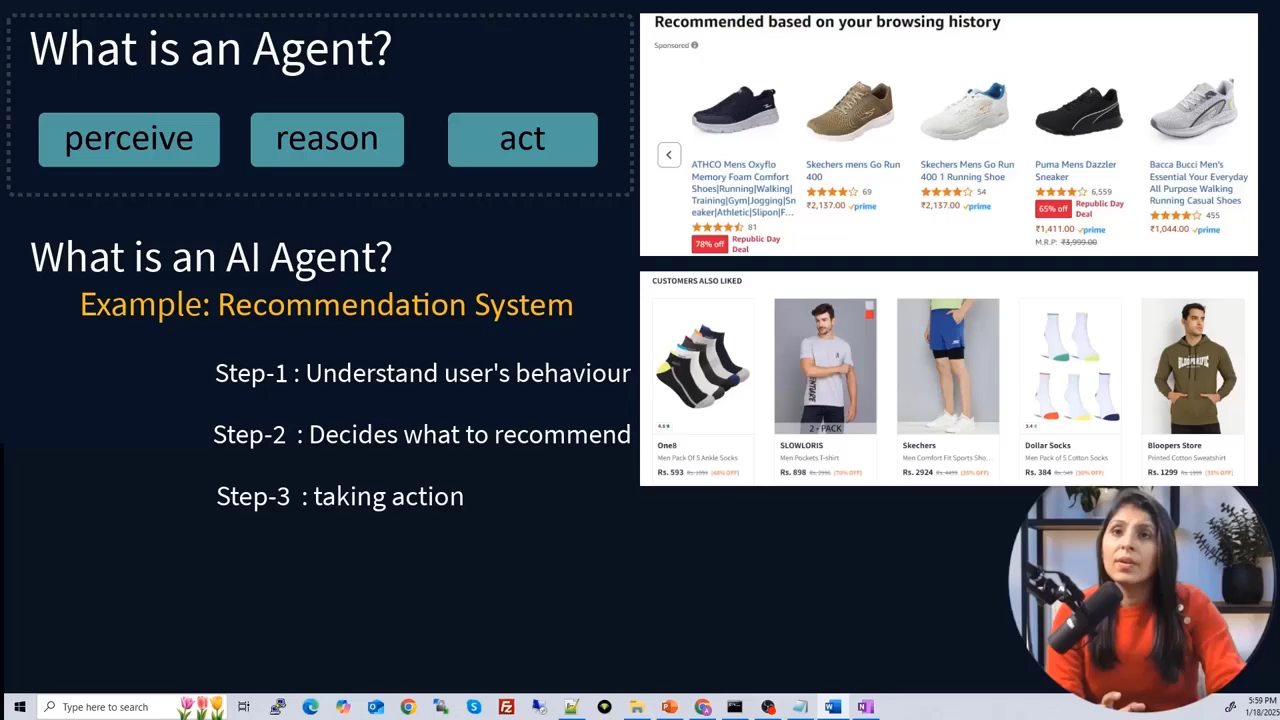 What is an Agent?
perceive
reason
act
What is an AI Agent?
Example: Recommendation System
Step-1 : Understand user's behaviour
Step-2 : Decides what to recommend
Step-3 : taking action
Recommended based on your browsing history
Sponsored
ATHCO Mens Oxyflo
Memory Foam Comfort
Shoes|Running|Walking|
Training|Gym|Jogging|Sn
eaker|Athletic|Slipon|F...
81
78% off
Republic Day
Deal
Skechers mens Go Run
400
69
₹2,137.00 prime
Skechers Mens Go Run
400 1 Running Shoe
54
₹2,137.00 prime
Puma Mens Dazzler
Sneaker
6,559
65% off
Republic Day
Deal
₹1,411.00 prime
M.R.P: ₹3,999.00
Bacca Bucci Men's
Essential Your Everyday
All Purpose Walking
Running Casual Shoes
455
₹1,044.00 prime
CUSTOMERS ALSO LIKED
2 - PACK
One8
Men Pack Of 5 Ankle Socks
Rs. 593
SLOWLORIS
Men Pockets T-shirt
Rs. 898 (70% OFF)
Skechers
Men Comfort Fit Sports Sho...
Rs. 2924
Dollar Socks
Men Pack of 5 Cotton Socks
Rs. 384
Bloopers Store
Printed Cotton Sweatshirt
Rs. 1299
Type here to search
5:59 PM
1/18/2025